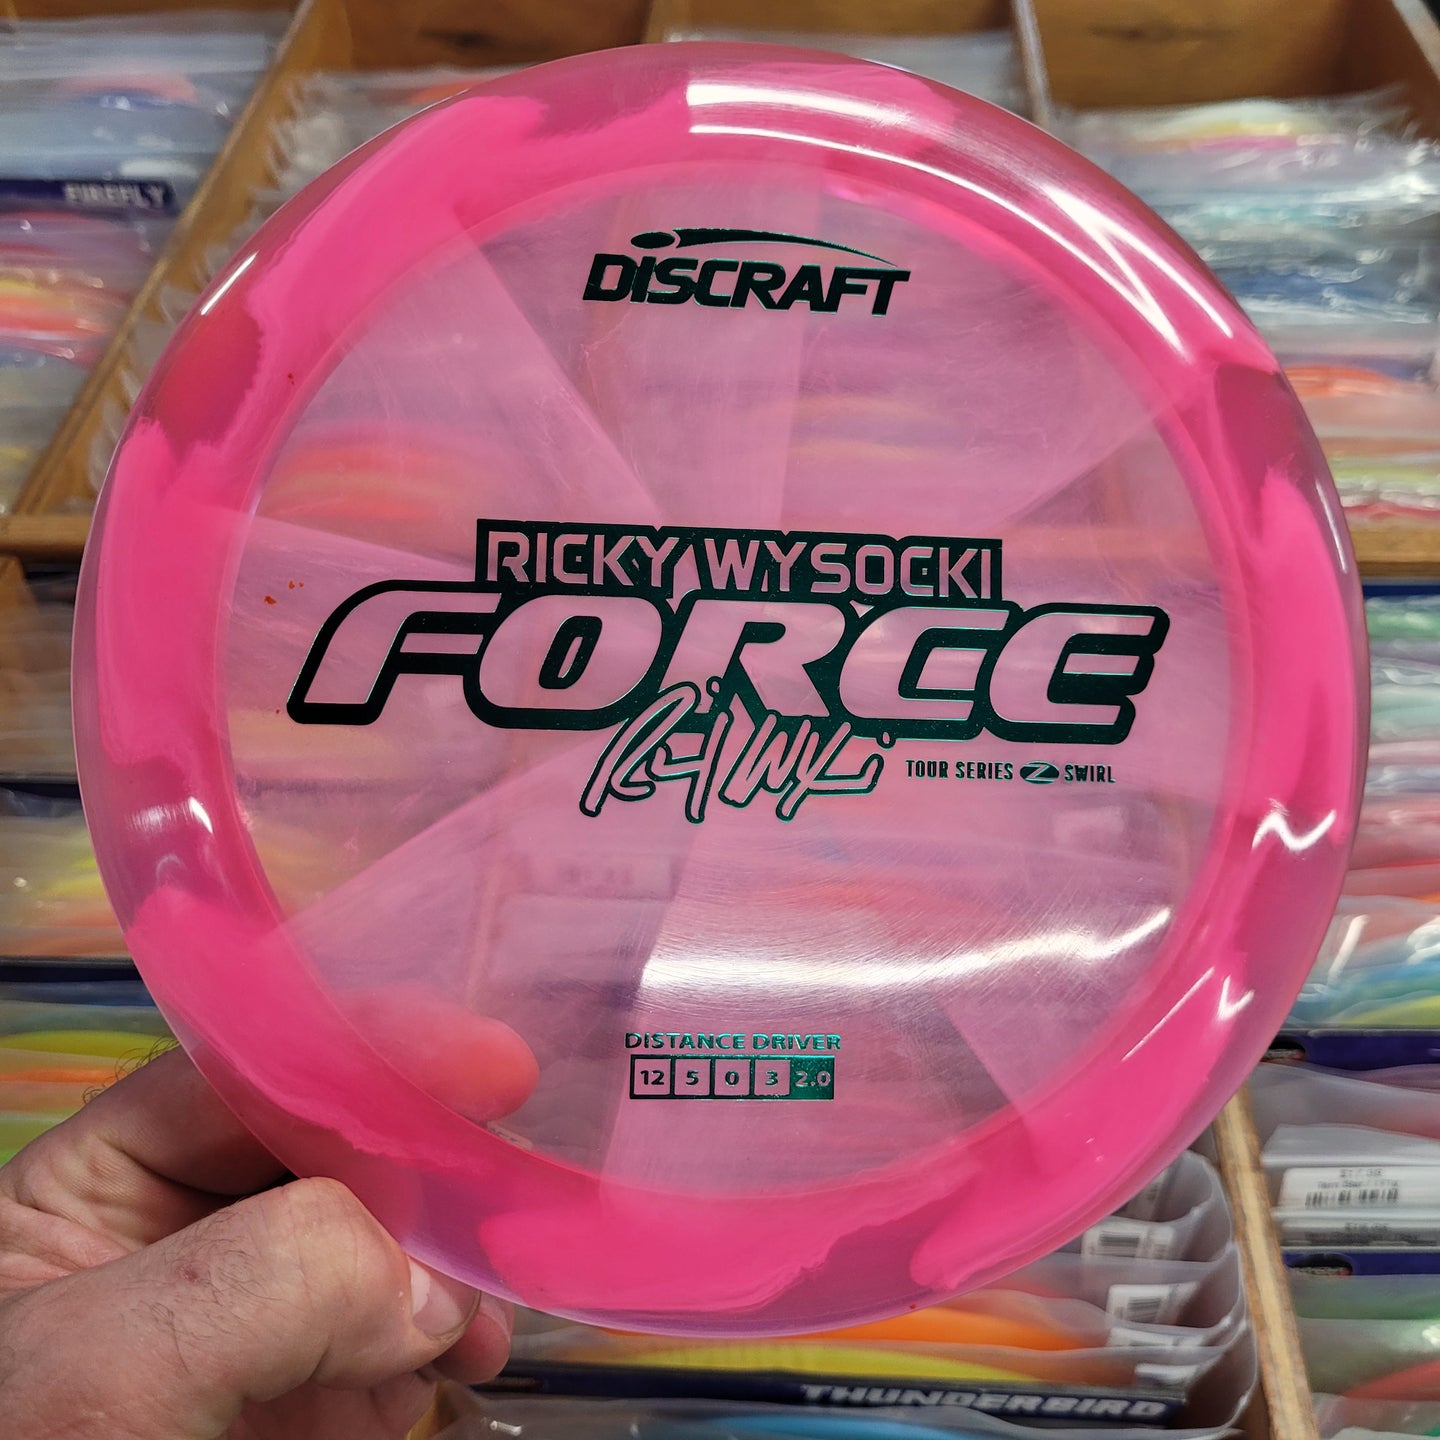 FIREFLY
DISCRAFT
RICKY WYSOCKI
FORCE
TOUR SERIES Z SWIRL
DISTANCE DRIVER
12 5 0 3 2.0
THUNDERBIRD